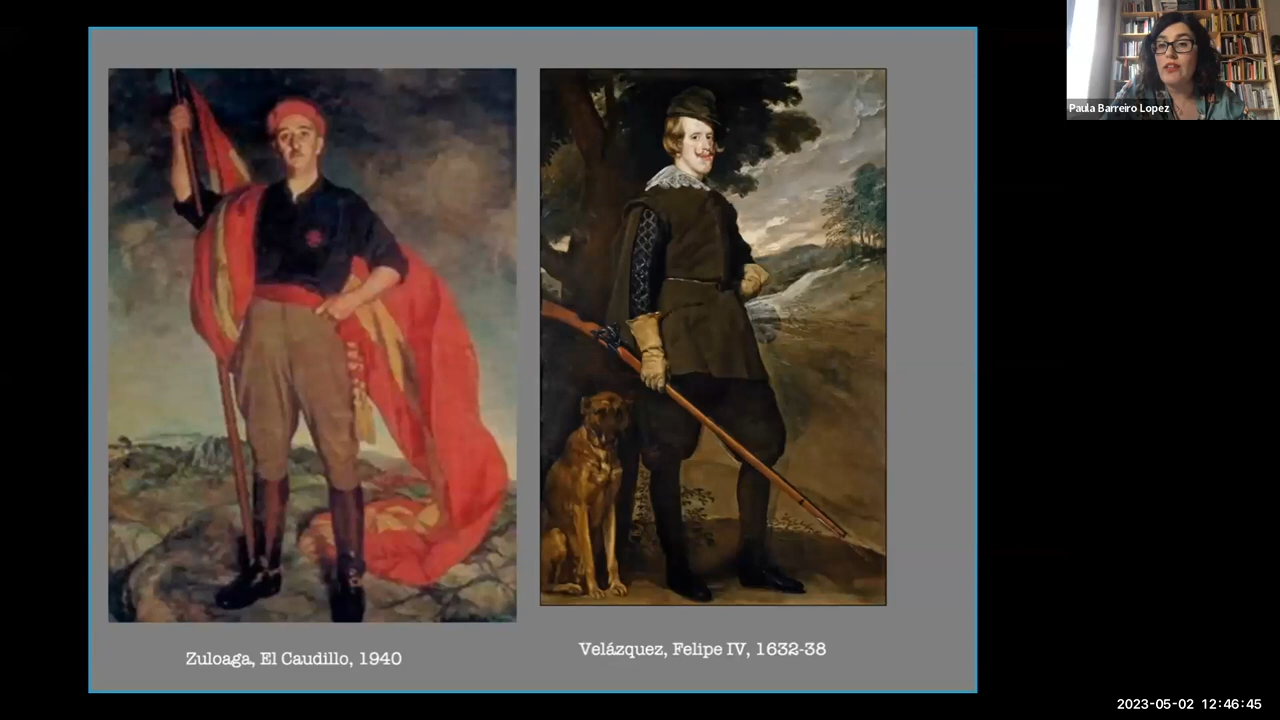 Paula Barreiro Lopez
Zuloaga, El Caudillo, 1940
Velázquez, Felipe IV, 1632-38
2023-05-02 12:46:45